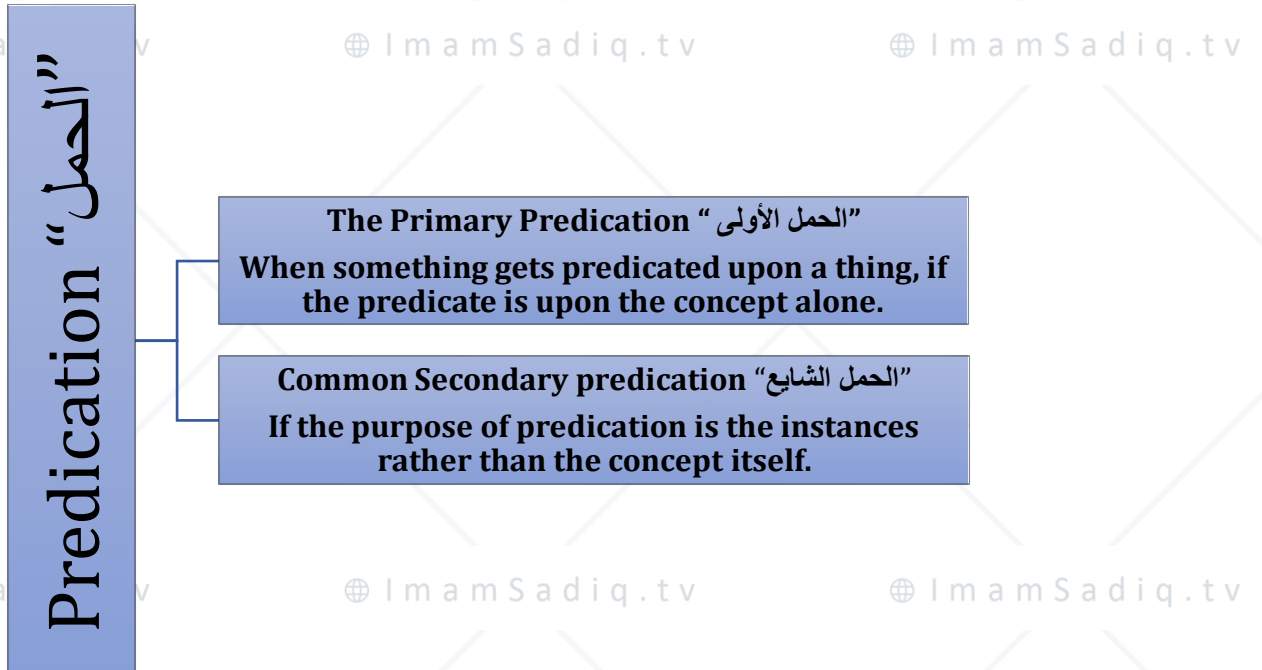 ImamSadiq.tv
ImamSadiq.tv
Predication “الحمل”
The Primary Predication “الحمل الأولى”
When something gets predicated upon a thing, if
the predicate is upon the concept alone.
Common Secondary predication “الحمل الشايع”
If the purpose of predication is the instances
rather than the concept itself.
v
ImamSadiq.tv
ImamSadiq.tv
v